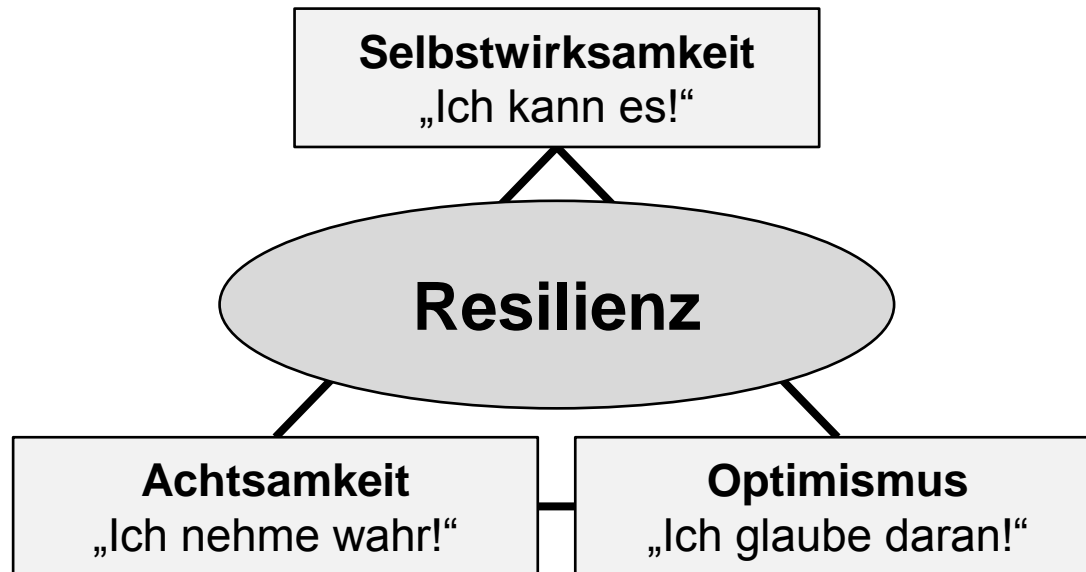 Selbstwirksamkeit
„Ich kann es!“
Resilienz
Achtsamkeit
„Ich nehme wahr!“
Optimismus
„Ich glaube daran!“